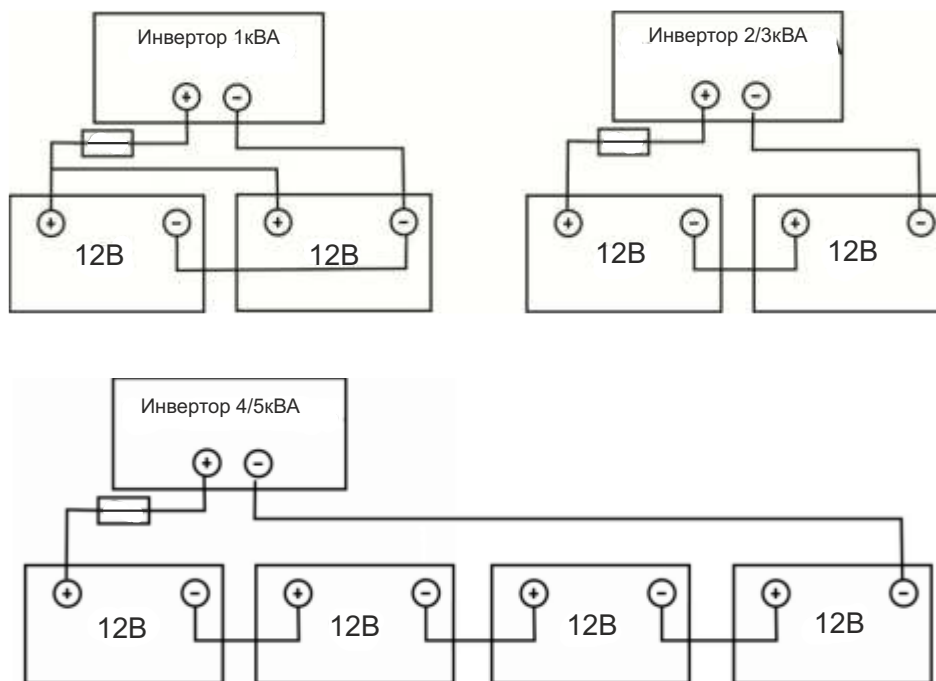 Инвертор 1кВА
+ −
+ − + −
12В 12В
Инвертор 2/3кВА
+ −
+ − + −
12В 12В
Инвертор 4/5кВА
+ −
+ − + − + − + −
12В 12В 12В 12В